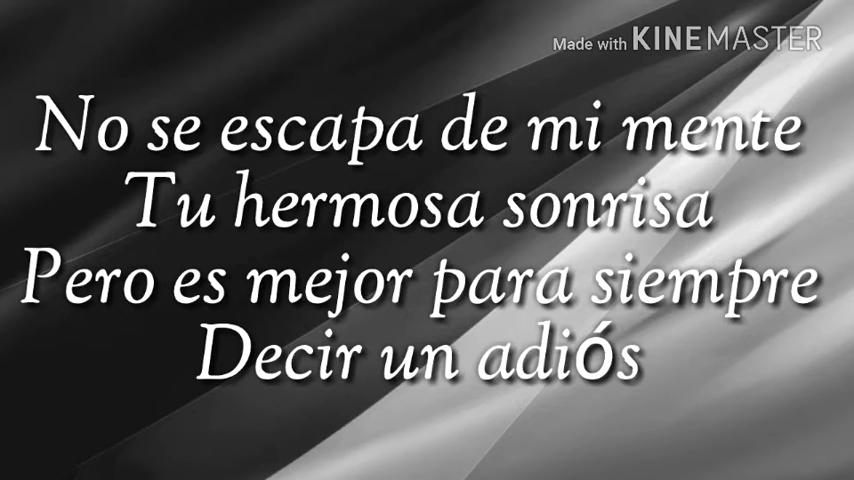 Made with KINEMASTER
No se escapa de mi mente
Tu hermosa sonrisa
Pero es mejor para siempre
Decir un adiós